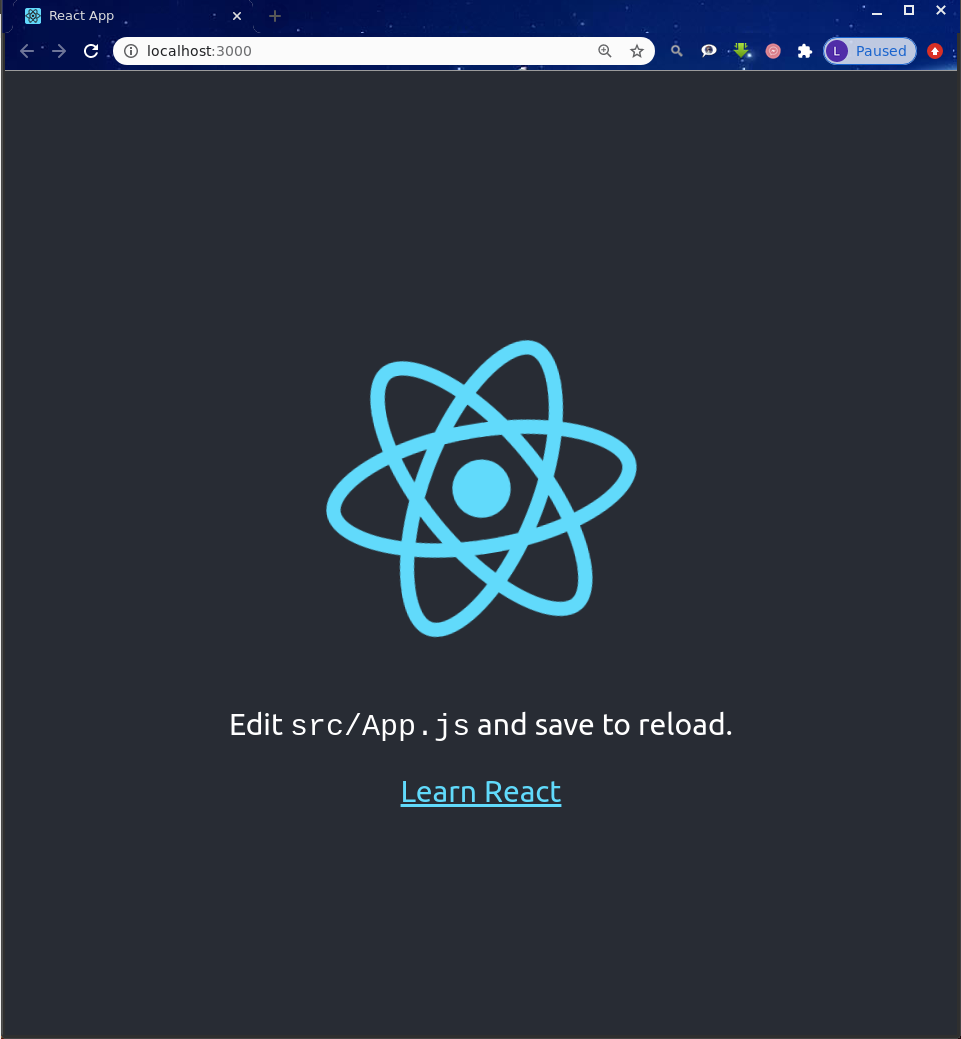 React App
localhost:3000
L Paused
Edit src/App.js and save to reload.
Learn React